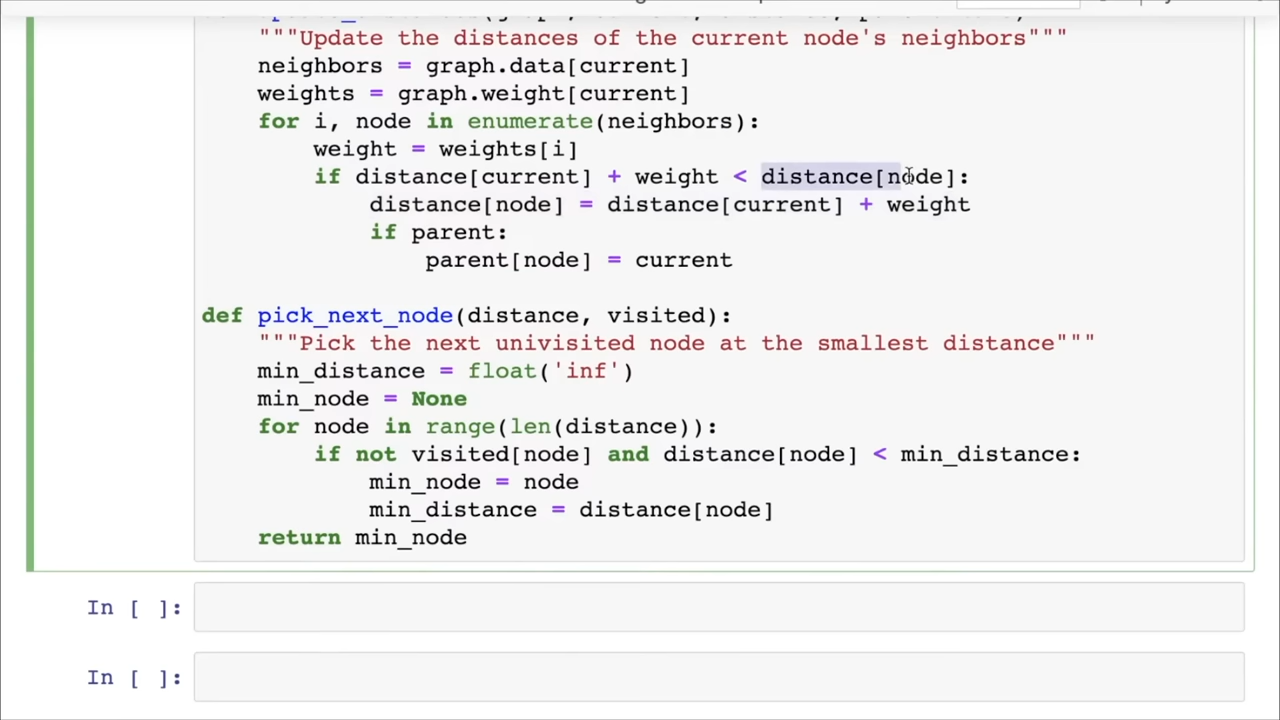 """Update the distances of the current node's neighbors"""
neighbors = graph.data[current]
weights = graph.weight[current]
for i, node in enumerate(neighbors):
weight = weights[i]
if distance[current] + weight < distance[node]:
distance[node] = distance[current] + weight
if parent:
parent[node] = current
def pick_next_node(distance, visited):
"""Pick the next univisited node at the smallest distance"""
min_distance = float('inf')
min_node = None
for node in range(len(distance)):
if not visited[node] and distance[node] < min_distance:
min_node = node
min_distance = distance[node]
return min_node
In [ ]:
In [ ]: